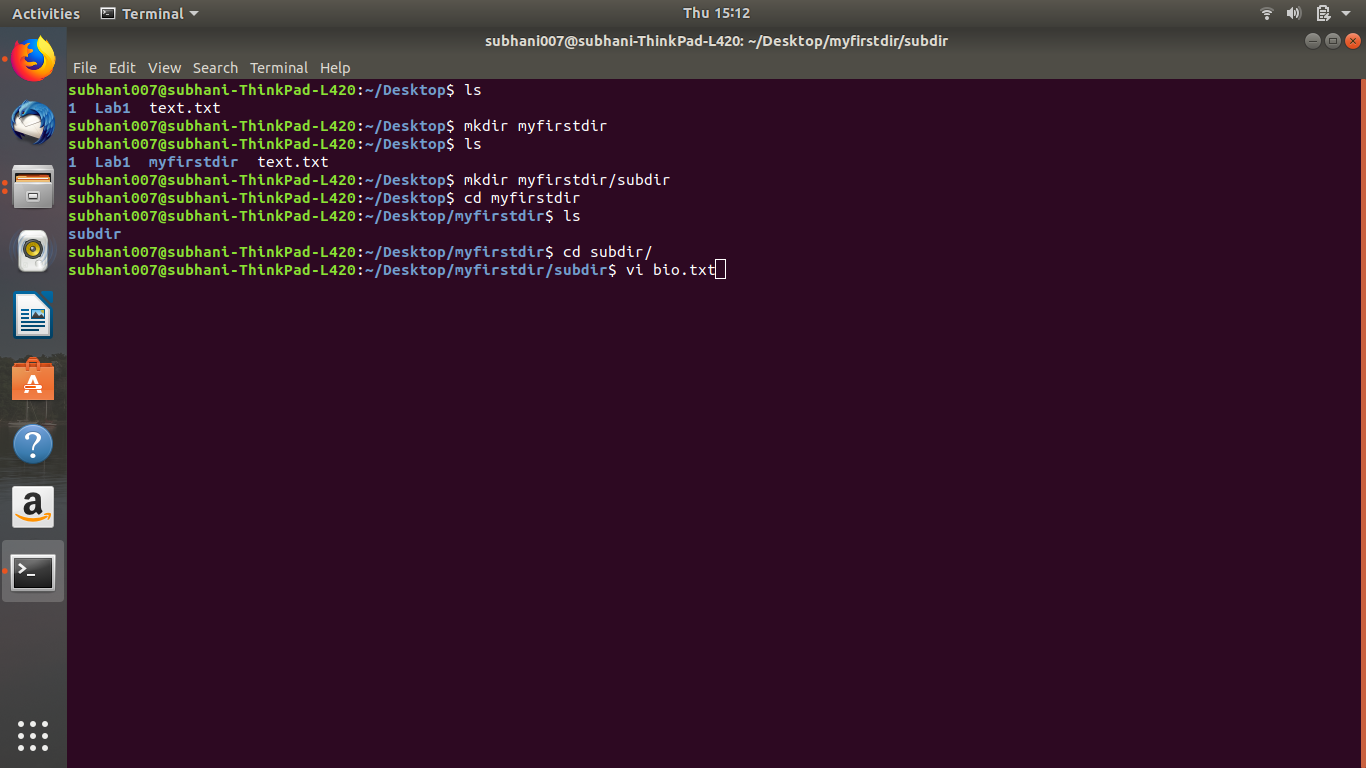 Activities Terminal Thu 15:12
subhani007@subhani-ThinkPad-L420: ~/Desktop/myfirstdir/subdir
File Edit View Search Terminal Help
subhani007@subhani-ThinkPad-L420:~/Desktop$ ls
1  Lab1  text.txt
subhani007@subhani-ThinkPad-L420:~/Desktop$ mkdir myfirstdir
subhani007@subhani-ThinkPad-L420:~/Desktop$ ls
1  Lab1  myfirstdir  text.txt
subhani007@subhani-ThinkPad-L420:~/Desktop$ mkdir myfirstdir/subdir
subhani007@subhani-ThinkPad-L420:~/Desktop$ cd myfirstdir
subhani007@subhani-ThinkPad-L420:~/Desktop/myfirstdir$ ls
subdir
subhani007@subhani-ThinkPad-L420:~/Desktop/myfirstdir$ cd subdir/
subhani007@subhani-ThinkPad-L420:~/Desktop/myfirstdir/subdir$ vi bio.txt